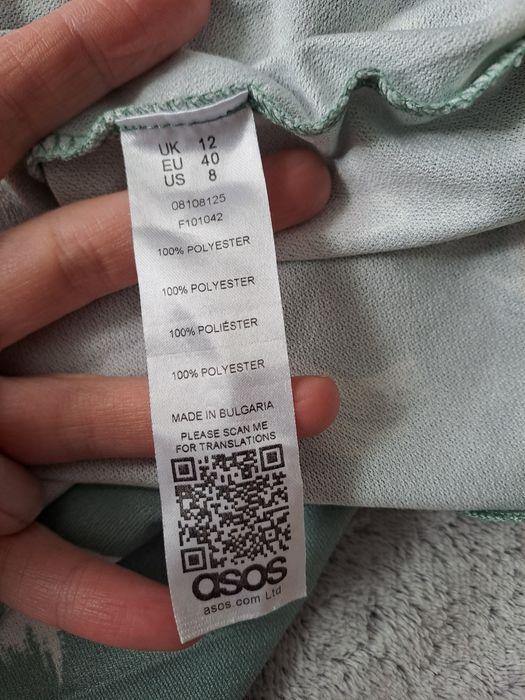 UK 12
EU 40
US 8
08108125
F101042
100% POLYESTER
100% POLYESTER
100% POLIÉSTER
100% POLYESTER
MADE IN BULGARIA
PLEASE SCAN ME
FOR TRANSLATIONS
asos
asos.com Ltd